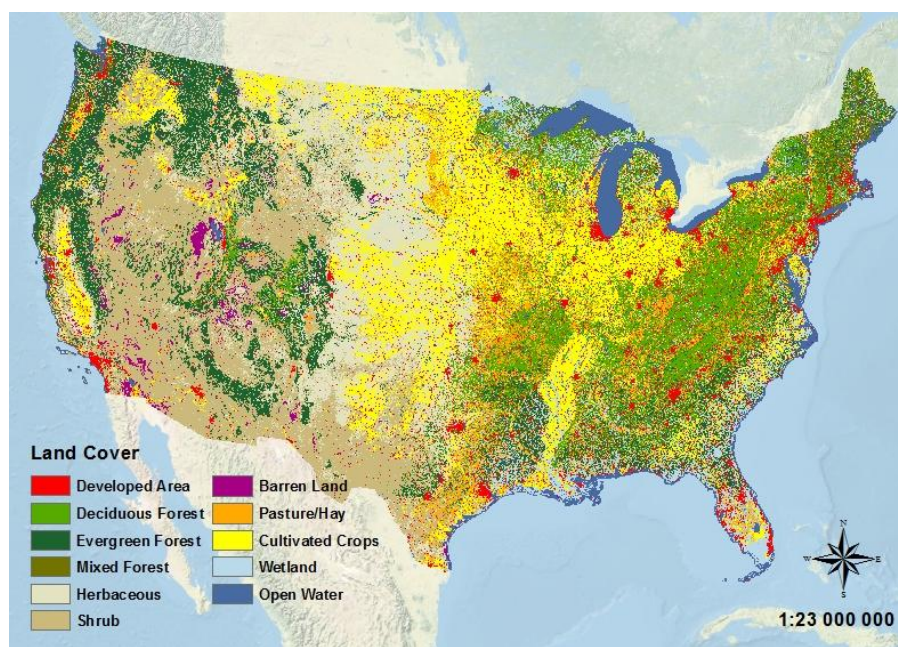 Land Cover
Developed Area
Deciduous Forest
Evergreen Forest
Mixed Forest
Herbaceous
Shrub
Barren Land
Pasture/Hay
Cultivated Crops
Wetland
Open Water
N
W
E
S
1:23 000 000